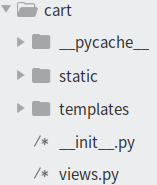 cart
__pycache__
static
templates
/* __init__.py
/* views.py